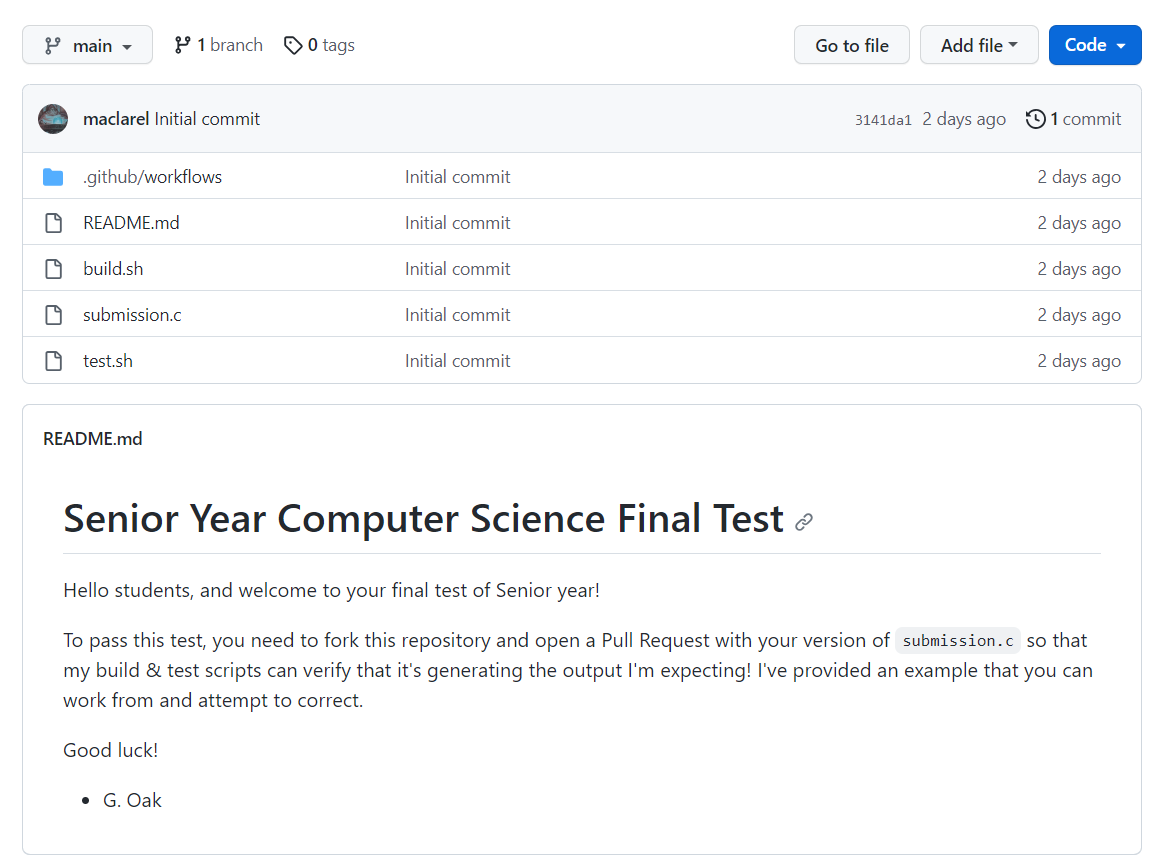 main 1 branch 0 tags Go to file Add file Code
maclarel Initial commit 3141da1 2 days ago 1 commit
.github/workflows Initial commit 2 days ago
README.md Initial commit 2 days ago
build.sh Initial commit 2 days ago
submission.c Initial commit 2 days ago
test.sh Initial commit 2 days ago
README.md
Senior Year Computer Science Final Test
Hello students, and welcome to your final test of Senior year!
To pass this test, you need to fork this repository and open a Pull Request with your version of submission.c so that
my build & test scripts can verify that it's generating the output I'm expecting! I've provided an example that you can
work from and attempt to correct.
Good luck!
• G. Oak